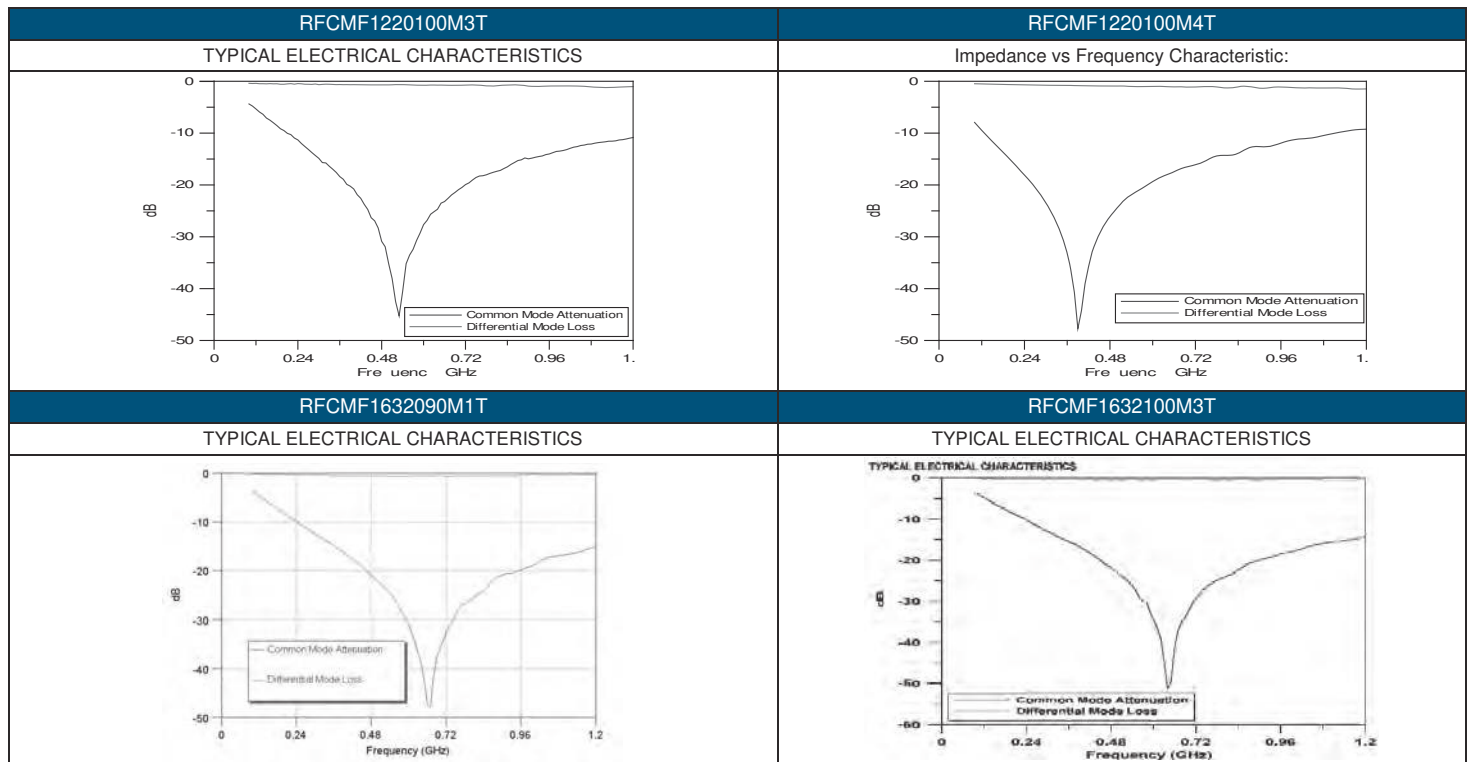 RFCMF1220100M3T
TYPICAL ELECTRICAL CHARACTERISTICS
0
-10
-20
-30
-40
-50
dB
Common Mode Attenuation
Differential Mode Loss
0 0.24 0.48 0.72 0.96 1.
Fre uenc GHz
RFCMF1220100M4T
Impedance vs Frequency Characteristic:
0
-10
-20
-30
-40
-50
dB
Common Mode Attenuation
Differential Mode Loss
0 0.24 0.48 0.72 0.96 1.
Fre uenc GHz
RFCMF1632090M1T
TYPICAL ELECTRICAL CHARACTERISTICS
0
-10
-20
-30
-40
-50
dB
Common Mode Attenuation
Differential Mode Loss
0 0.24 0.48 0.72 0.96 1.2
Frequency (GHz)
RFCMF1632100M3T
TYPICAL ELECTRICAL CHARACTERISTICS
TYPICAL ELECTRICAL CHARACTERISTICS
0
-10
-20
-30
-40
-50
-60
dB
Common Mode Attenuation
Differential Mode Loss
0 0.24 0.48 0.72 0.96 1.2
Frequency (GHz)